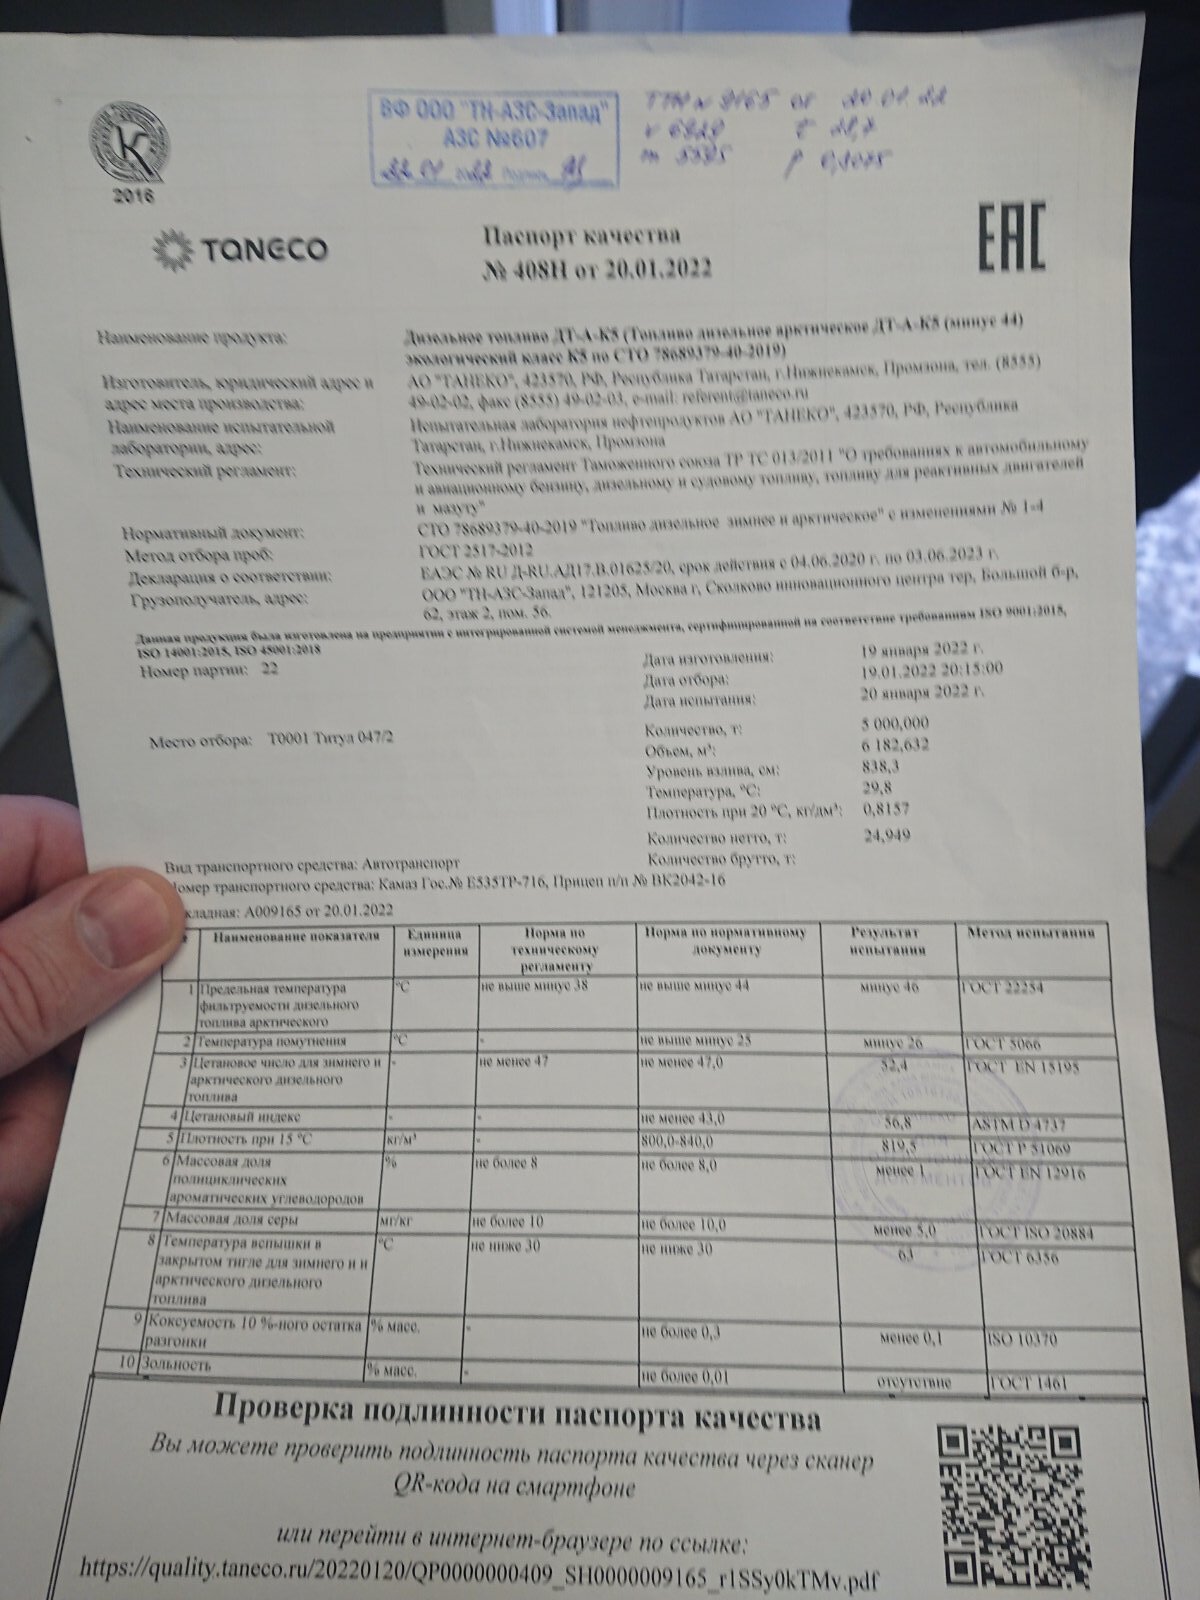 2016
ВФ ООО "ТН-АЗС-Запад"
АЗС №607
ТТН № 9165 от 20.01.22
TANECO
EAC
Паспорт качества
№ 408Н от 20.01.2022
Наименование продукта: Дизельное топливо ДТ-А-К5 (Топливо дизельное арктическое ДТ-А-К5 (минус 44)
экологический класс К5 по СТО 78689379-40-2019)
Изготовитель, юридический адрес и АО "ТАНЕКО", 423570, РФ, Республика Татарстан, г.Нижнекамск, Промзона, тел. (8555)
адрес места производства: 49-02-02, факс (8555) 49-02-03, e-mail: referent@taneco.ru
Наименование испытательной Испытательная лаборатория нефтепродуктов АО "ТАНЕКО", 423570, РФ, Республика
лаборатории, адрес: Татарстан, г.Нижнекамск, Промзона
Технический регламент: Технический регламент Таможенного союза ТР ТС 013/2011 "О требованиях к автомобильному
и авиационному бензину, дизельному и судовому топливу, топливу для реактивных двигателей
и мазуту"
Нормативный документ: СТО 78689379-40-2019 "Топливо дизельное зимнее и арктическое" с изменениями № 1-4
Метод отбора проб: ГОСТ 2517-2012
Декларация о соответствии: ЕАЭС № RU Д-RU.АД17.В.01625/20, срок действия с 04.06.2020 г. по 03.06.2023 г.
Грузополучатель, адрес: ООО "ТН-АЗС-Запад", 121205, Москва г, Сколково инновационного центра тер, Большой б-р,
62, этаж 2, пом. 56.
Данная продукция была изготовлена на предприятии с интегрированной системой менеджмента, сертифицированной на соответствие требованиям ISO 9001:2015,
ISO 14001:2015, ISO 45001:2018
Номер партии: 22
Дата изготовления: 19 января 2022 г.
Дата отбора: 19.01.2022 20:15:00
Дата испытания: 20 января 2022 г.
Место отбора: Т0001 Титул 047/2
Количество, т: 5 000,000
Объем, м³: 6 182,632
Уровень взлива, см: 838,3
Температура, °С: 29,8
Плотность при 20 °С, кг/дм³: 0,8157
Количество нетто, т: 24,949
Количество брутто, т:
Вид транспортного средства: Автотранспорт
омер транспортного средства: Камаз Гос.№ Е535ТР-716, Прицеп п/п № ВК2042-16
кладная: А009165 от 20.01.2022
Наименование показателя Единица измерения Норма по техническому регламенту Норма по нормативному документу Результат испытания Метод испытания
1 Предельная температура фильтруемости дизельного топлива арктического °С не выше минус 38 не выше минус 44 минус 46 ГОСТ 22254
2 Температура помутнения °С - не выше минус 25 минус 26 ГОСТ 5066
3 Цетановое число для зимнего и арктического дизельного топлива - не менее 47 не менее 47,0 52,4 ГОСТ EN 15195
4 Цетановый индекс - - не менее 43,0 56,8 ASTM D 4737
5 Плотность при 15 °С кг/м³ - 800,0-840,0 819,5 ГОСТ Р 51069
6 Массовая доля полициклических ароматических углеводородов % не более 8 не более 8,0 менее 1 ГОСТ EN 12916
7 Массовая доля серы мг/кг не более 10 не более 10,0 менее 5,0 ГОСТ ISO 20884
8 Температура вспышки в закрытом тигле для зимнего и и арктического дизельного топлива °С не ниже 30 не ниже 30 63 ГОСТ 6356
9 Коксуемость 10 %-ного остатка разгонки % масс. - не более 0,3 менее 0,1 ISO 10370
10 Зольность % масс. - не более 0,01 отсутствие ГОСТ 1461
Проверка подлинности паспорта качества
Вы можете проверить подлинность паспорта качества через сканер
QR-кода на смартфоне
или перейти в интернет-браузере по ссылке:
https://quality.taneco.ru/20220120/QP0000000409_SH0000009165_r1SSy0kTMv.pdf